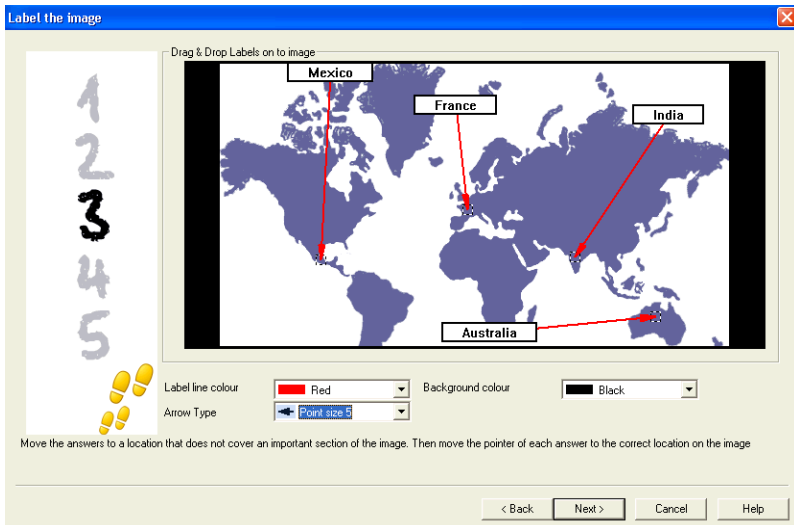 Label the image
1
2
3
4
5
Drag & Drop Labels on to image
Mexico
France
India
Australia
Label line colour
Red
Background colour
Black
Arrow Type
Point size 5
Move the answers to a location that does not cover an important section of the image. Then move the pointer of each answer to the correct location on the image
< Back
Next >
Cancel
Help